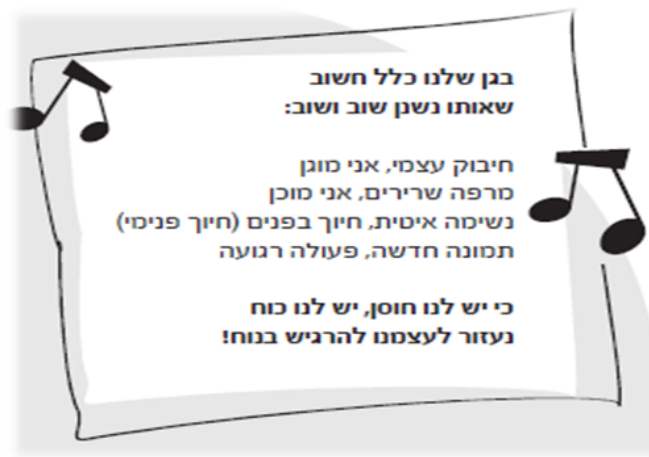 בגן שלנו כלל חשוב
שאותו נשנן שוב ושוב:
חיבוק עצמי, אני מוגן
מרפה שרירים, אני מוכן
נשימה איטית, חיוך בפנים (חיוך פנימי)
תמונה חדשה, פעולה רגועה
כי יש לנו חוסן, יש לנו כוח
נעזור לעצמנו להרגיש בנוח!